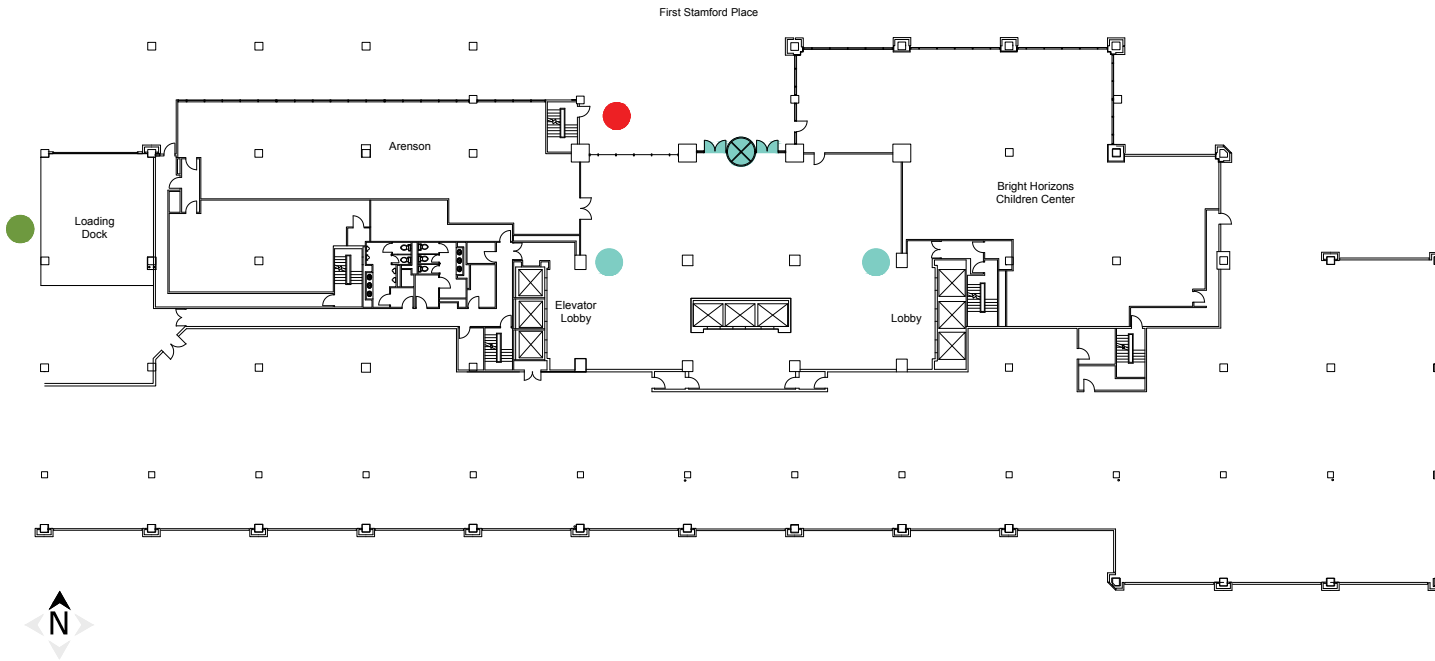 First Stamford Place
Arenson
Bright Horizons
Children Center
Loading
Dock
Elevator
Lobby
Lobby
N